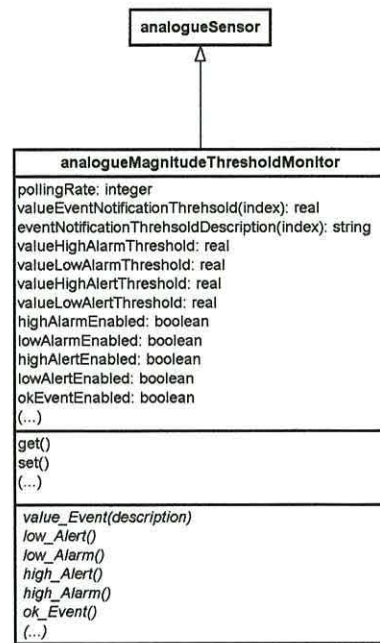 analogueSensor
analogueMagnitudeThresholdMonitor
pollingRate: integer
valueEventNotificationThrehsold(index): real
eventNotificationThrehsoldDescription(index): string
valueHighAlarmThreshold: real
valueLowAlarmThreshold: real
valueHighAlertThreshold: real
valueLowAlertThreshold: real
highAlarmEnabled: boolean
lowAlarmEnabled: boolean
highAlertEnabled: boolean
lowAlertEnabled: boolean
okEventEnabled: boolean
(...)
get()
set()
(...)
value_Event(description)
low_Alert()
low_Alarm()
high_Alert()
high_Alarm()
ok_Event()
(...)